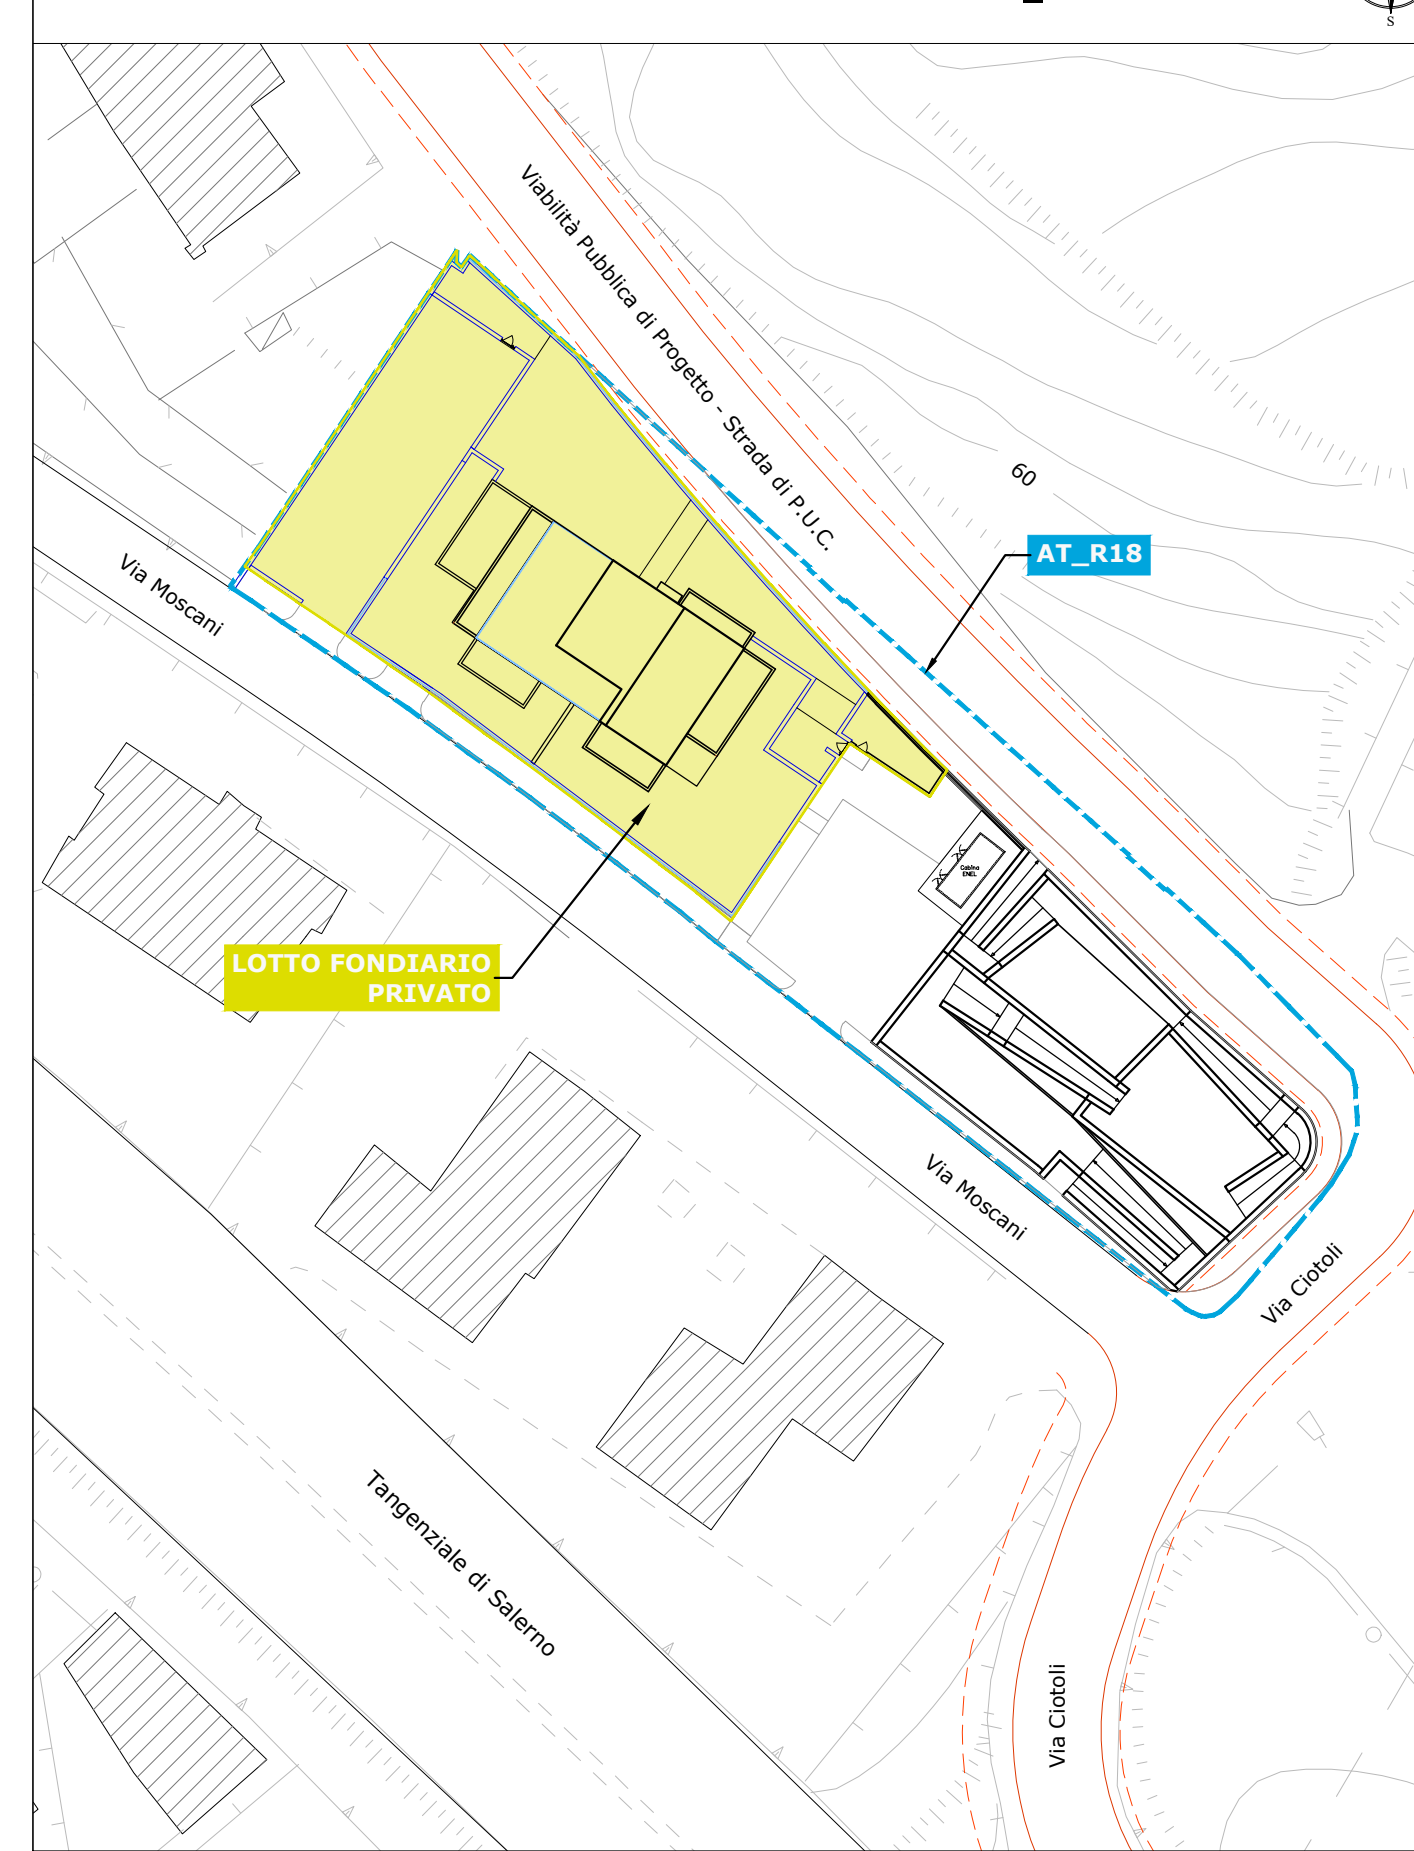 S
Viabilità Pubblica di Progetto - Strada di P.U.C.
60
AT_R18
Via Moscani
Cabina
ENEL
LOTTO FONDIARIO
PRIVATO
Via Moscani
Via Ciotoli
Tangenziale di Salerno
Via Ciotoli